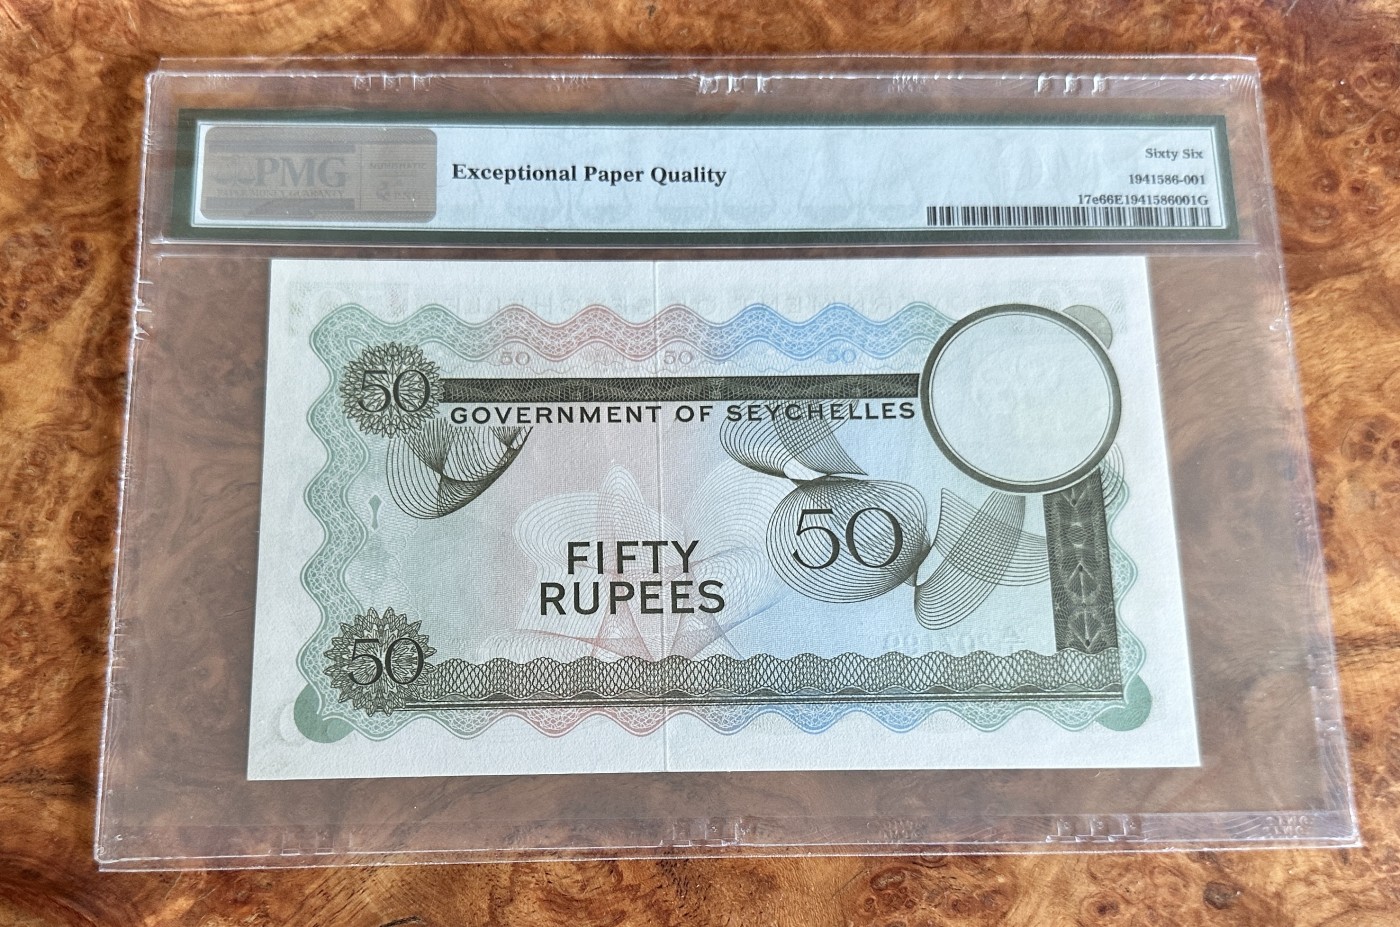 PMG
Exceptional Paper Quality
Sixty Six
1941586-001
17e66E1941586001G
50 50 50
50
GOVERNMENT OF SEYCHELLES
50
FIFTY
RUPEES
50